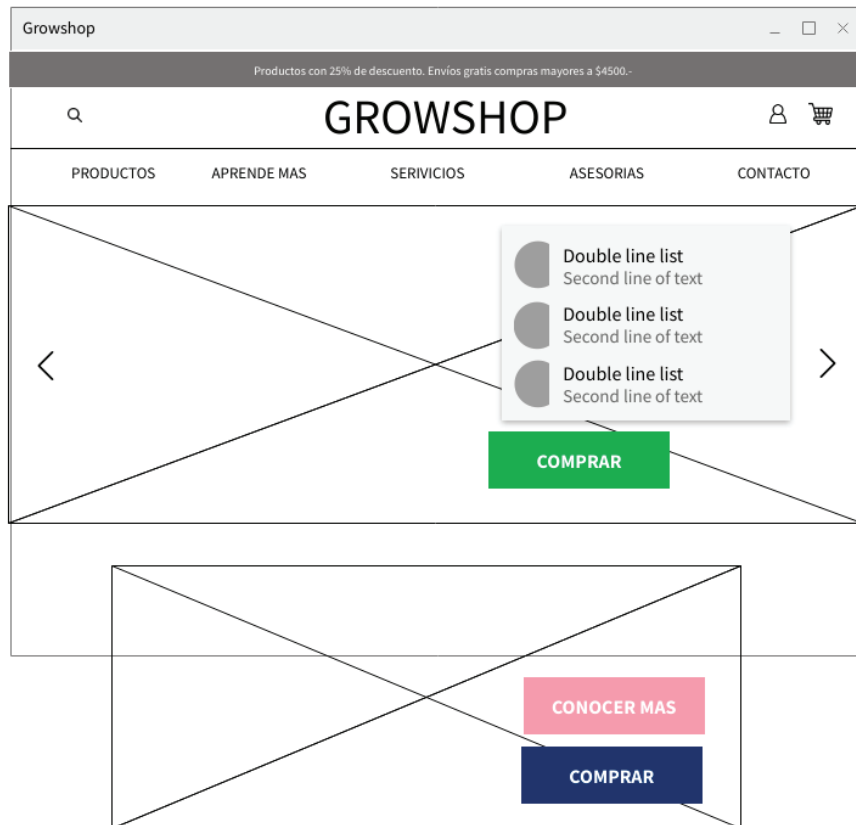 Growshop
Productos con 25% de descuento. Envíos gratis compras mayores a $4500.-
GROWSHOP
PRODUCTOS APRENDE MAS SERIVICIOS ASESORIAS CONTACTO
Double line list
Second line of text
Double line list
Second line of text
Double line list
Second line of text
COMPRAR
CONOCER MAS
COMPRAR